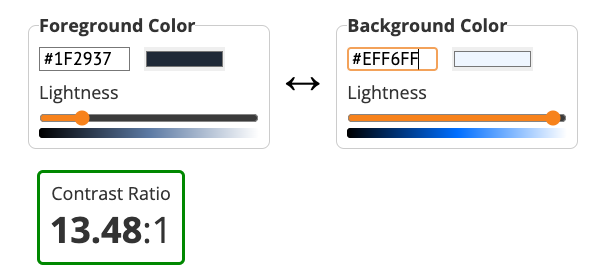 Foreground Color
#1F2937
Lightness
Background Color
#EFF6FF
Lightness
Contrast Ratio
13.48:1